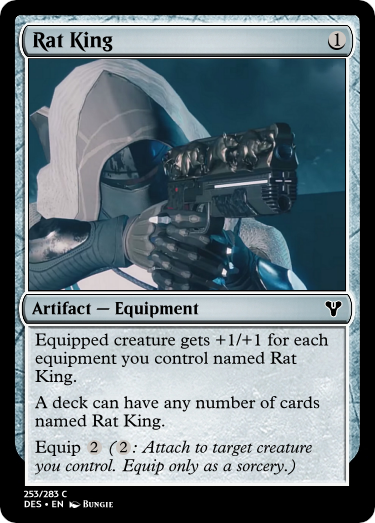 Rat King 1
Artifact — Equipment
Equipped creature gets +1/+1 for each
equipment you control named Rat
King.
A deck can have any number of cards
named Rat King.
Equip 2 (2: Attach to target creature
you control. Equip only as a sorcery.)
253/283 C
DES • EN Bungie